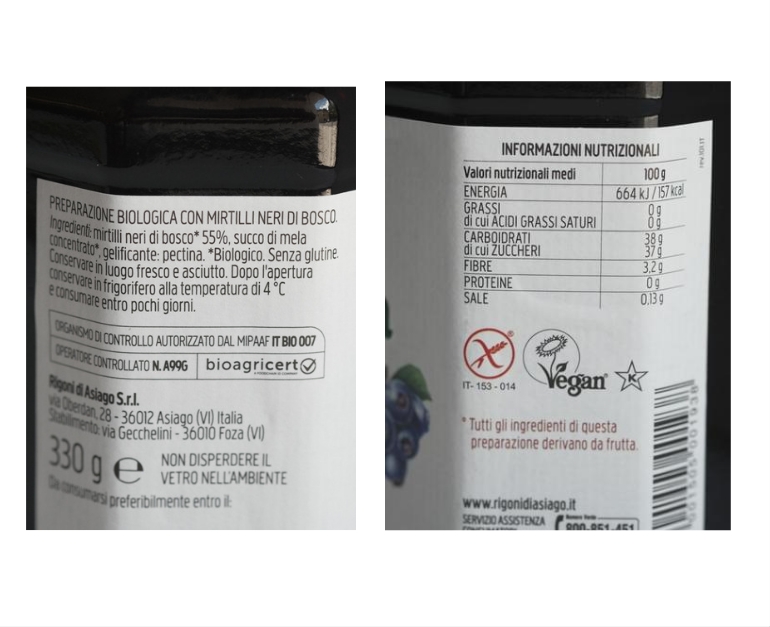 PREPARAZIONE BIOLOGICA CON MIRTILLI NERI DI BOSCO.
Ingredienti: mirtilli neri di bosco* 55%, succo di mela
concentrato*, gelificante: pectina. *Biologico. Senza glutine.
Conservare in luogo fresco e asciutto. Dopo l'apertura
conservare in frigorifero alla temperatura di 4 °C
e consumare entro pochi giorni.
ORGANISMO DI CONTROLLO AUTORIZZATO DAL MIPAAF IT BIO 007
OPERATORE CONTROLLATO N. A99G
bioagricert
Rigoni di Asiago S.r.l.
via Oberdan, 28 - 36012 Asiago (VI) Italia
Stabilimento: via Gecchelini - 36010 Foza (VI)
330 g e
NON DISPERDERE IL
VETRO NELL'AMBIENTE
Da consumarsi preferibilmente entro il:
INFORMAZIONI NUTRIZIONALI
Valori nutrizionali medi 100 g
ENERGIA 664 kJ / 157 kcal
GRASSI 0 g
di cui ACIDI GRASSI SATURI 0 g
CARBOIDRATI 38 g
di cui ZUCCHERI 37 g
FIBRE 3,2 g
PROTEINE 0 g
SALE 0,13 g
IT- 153 - 014
Vegan
K
* Tutti gli ingredienti di questa
preparazione derivano da frutta.
www.rigonidiasiago.it
SERVIZIO ASSISTENZA
CONSUMATORI
Numero Verde
800-851-451